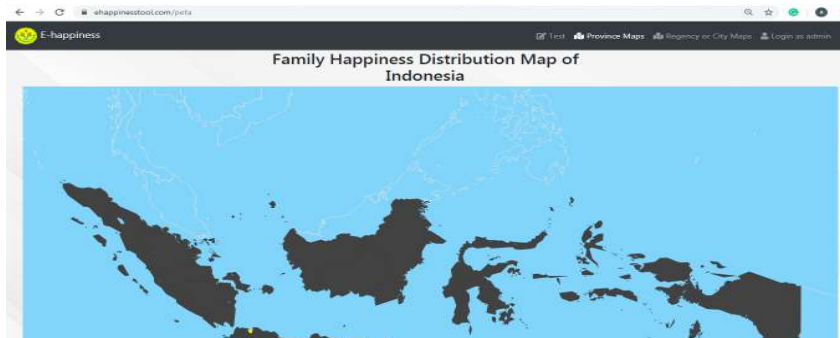 ehappinesstool.com/peta
E-happiness Test Province Maps Regency or City Maps Login as admin
Family Happiness Distribution Map of
Indonesia